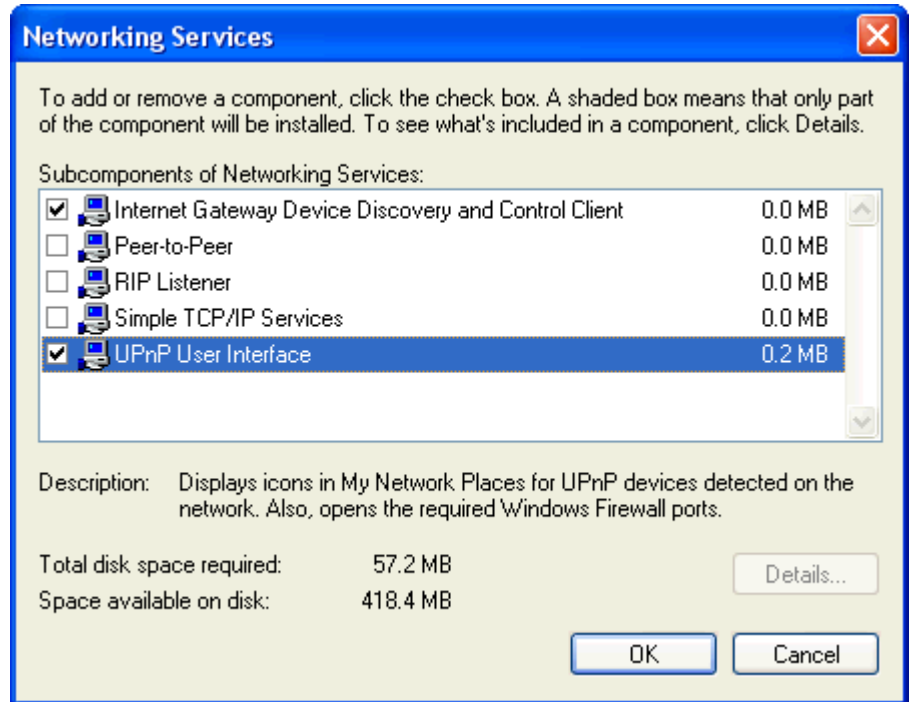 Networking Services
To add or remove a component, click the check box. A shaded box means that only part
of the component will be installed. To see what's included in a component, click Details.
Subcomponents of Networking Services:
Internet Gateway Device Discovery and Control Client 0.0 MB
Peer-to-Peer 0.0 MB
RIP Listener 0.0 MB
Simple TCP/IP Services 0.0 MB
UPnP User Interface 0.2 MB
Description: Displays icons in My Network Places for UPnP devices detected on the
network. Also, opens the required Windows Firewall ports.
Total disk space required: 57.2 MB
Space available on disk: 418.4 MB
Details...
OK Cancel